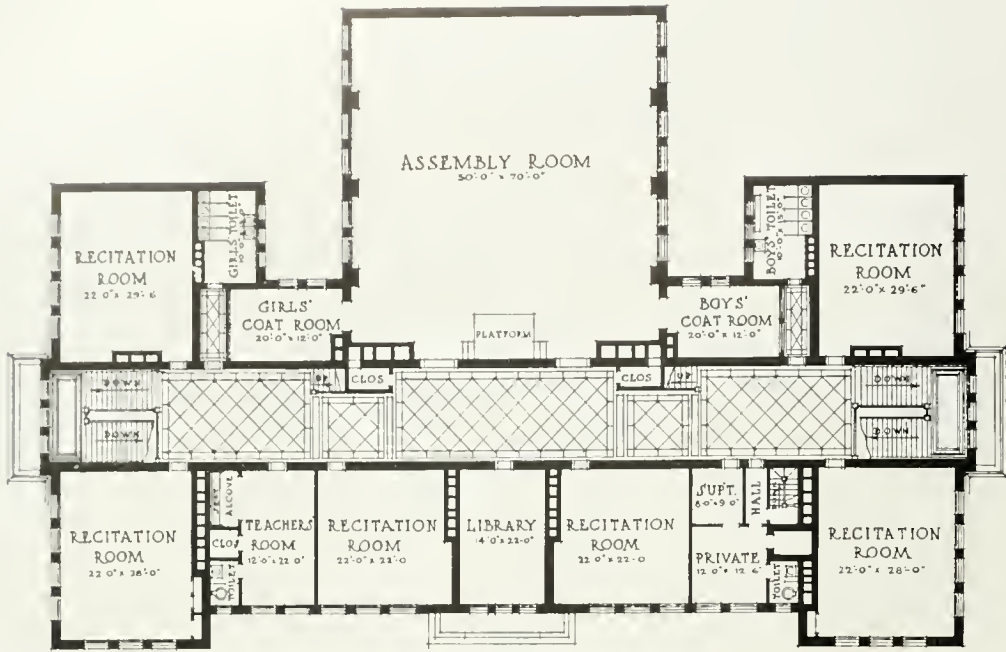 ASSEMBLY ROOM
50'-0" x 70'-0"
PLATFORM
RECITATION
ROOM
22'0" x 29'-6
GIRLS' TOILET
GIRLS'
COAT ROOM
20'-0" x 12'-0"
BOYS' TOILET
BOYS'
COAT ROOM
20'-0" x 12'-0"
RECITATION
ROOM
22'-0" x 29'-6"
DOWN
DOWN
UP
CLOS
CLOS
UP
DOWN
DOWN
RECITATION
ROOM
22'0" x 28'-0"
ALCOVE
CLOS
TOILET
TEACHERS
ROOM
12'-0" x 22'0"
RECITATION
ROOM
22'-0" x 22'-0
LIBRARY
14'0" x 22'-0"
RECITATION
ROOM
22'0" x 22'-0
SUPT.
8'0" x 9'0"
HALL
PRIVATE
12'0" x 12'6"
TOILET
RECITATION
ROOM
22'-0" x 28'-0"